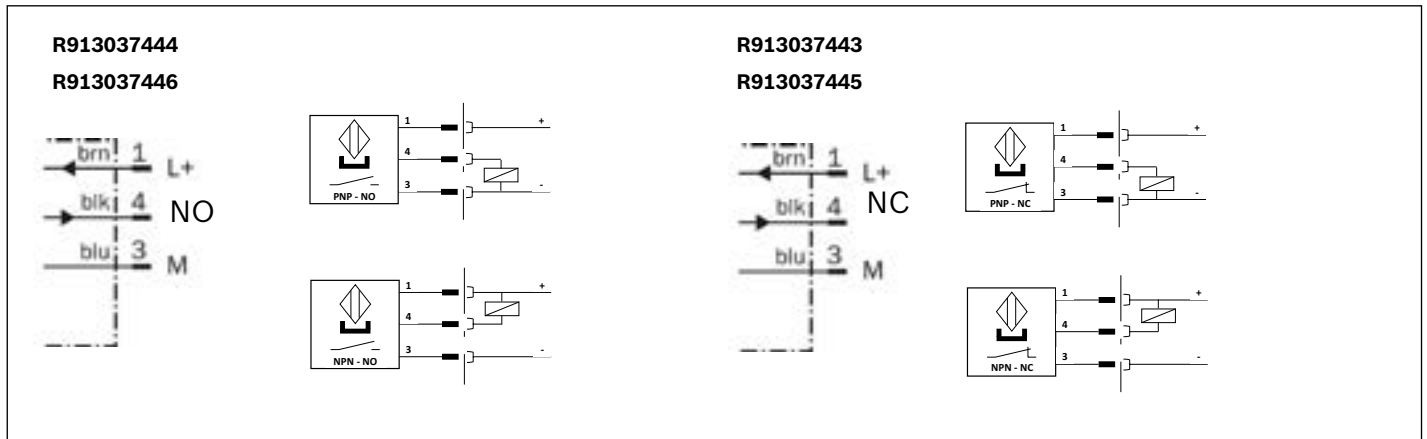 R913037444
R913037446
brn 1 L+
blk 4 NO
blu 3 M
1 +
4
3 -
PNP - NO
1 +
4
3 -
NPN - NO
R913037443
R913037445
brn 1 L+
blk 4 NC
blu 3 M
1 +
4
3 -
PNP - NC
1 +
4
3 -
NPN - NC